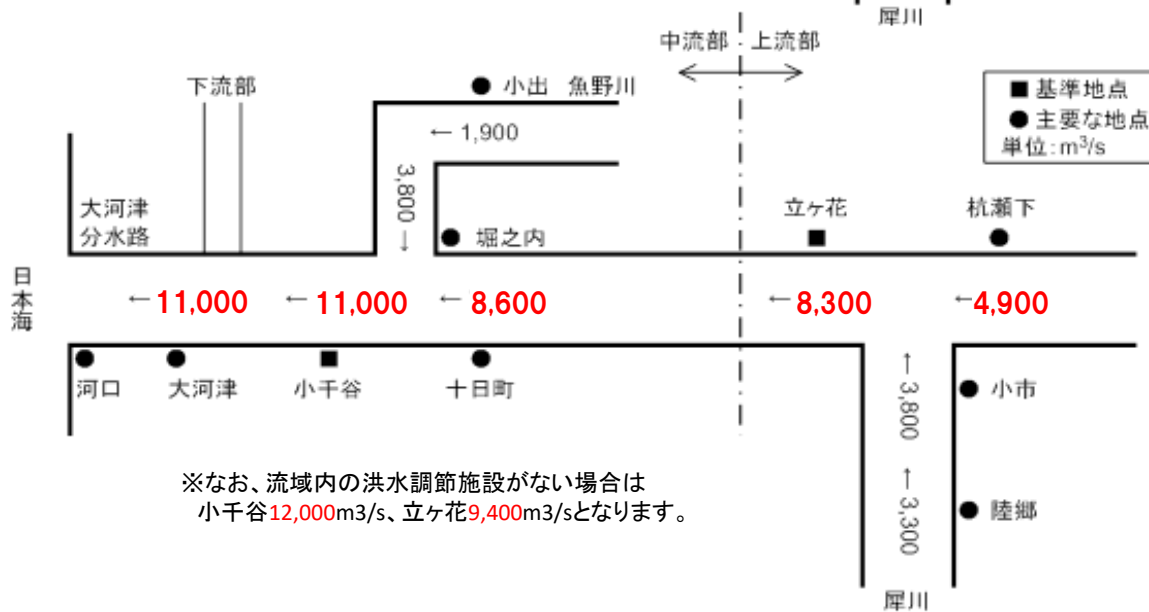 犀川
中流部 上流部
下流部
● 小出 魚野川
■ 基準地点
● 主要な地点
単位:m³/s
← 1,900
3,800 →
大河津
分水路
● 堀之内
立ヶ花
杭瀬下
日本海
← 11,000
← 11,000
← 8,600
← 8,300
← 4,900
河口
大河津
小千谷
十日町
← 3,800
● 小市
← 3,300
● 陸郷
※なお、流域内の洪水調節施設がない場合は
小千谷12,000m3/s、立ヶ花9,400m3/sとなります。
犀川